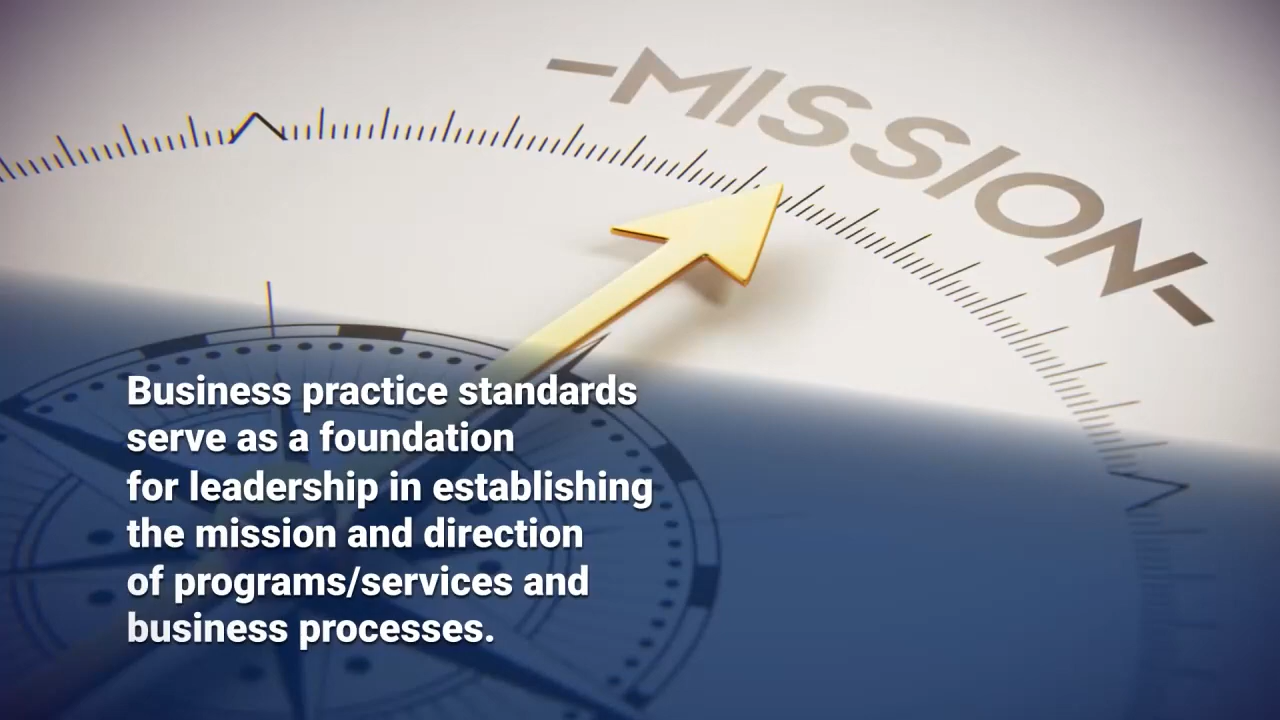 -MISSION-
Business practice standards
serve as a foundation
for leadership in establishing
the mission and direction
of programs/services and
business processes.